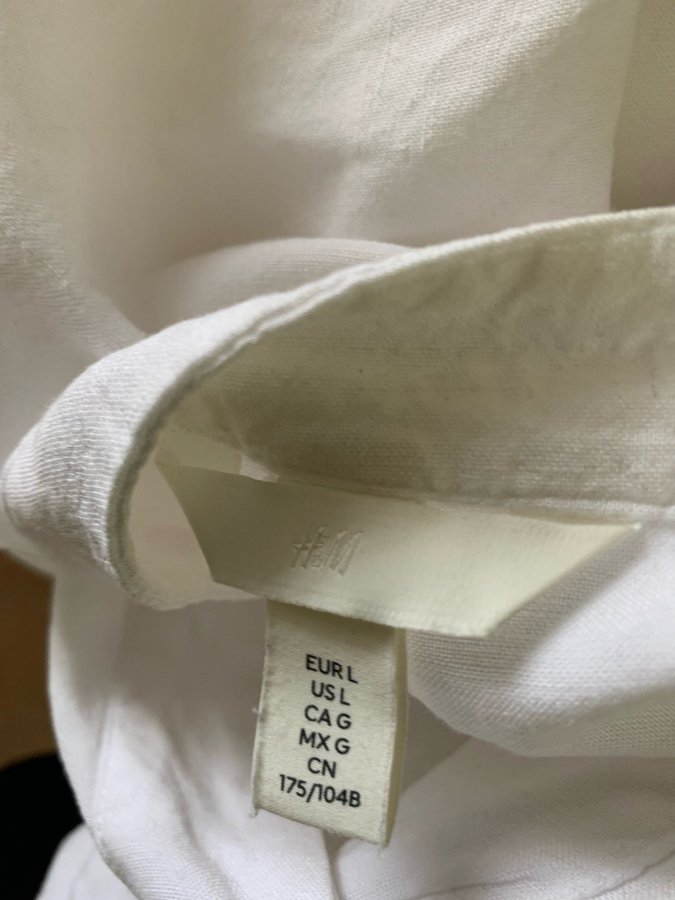 H&M
EUR L
US L
CA G
MX G
CN
175/104B